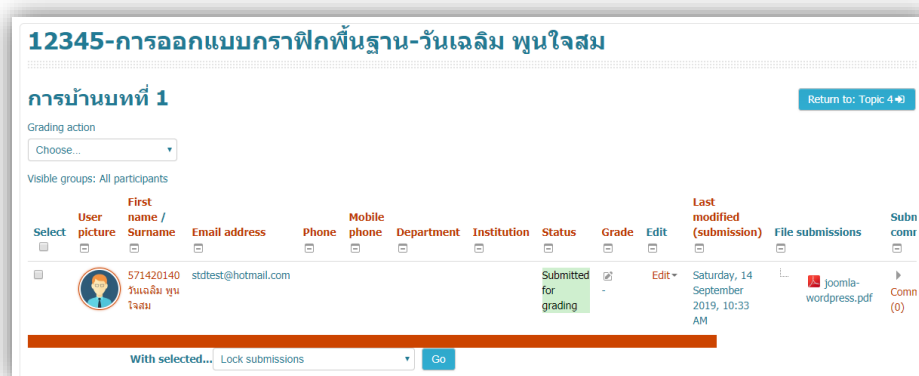 12345-การออกแบบกราฟิกพื้นฐาน-วันเฉลิม พูนใจสม
การบ้านบทที่ 1
Return to: Topic 4
Grading action
Choose...
Visible groups: All participants
Select
User picture
First name / Surname
Email address
Phone
Mobile phone
Department
Institution
Status
Grade
Edit
Last modified (submission)
File submissions
571420140 วันเฉลิม พูนใจสม
stdtest@hotmail.com
Submitted for grading
-
Edit
Saturday, 14 September 2019, 10:33 AM
joomla-wordpress.pdf
(0)
With selected...
Lock submissions
Go